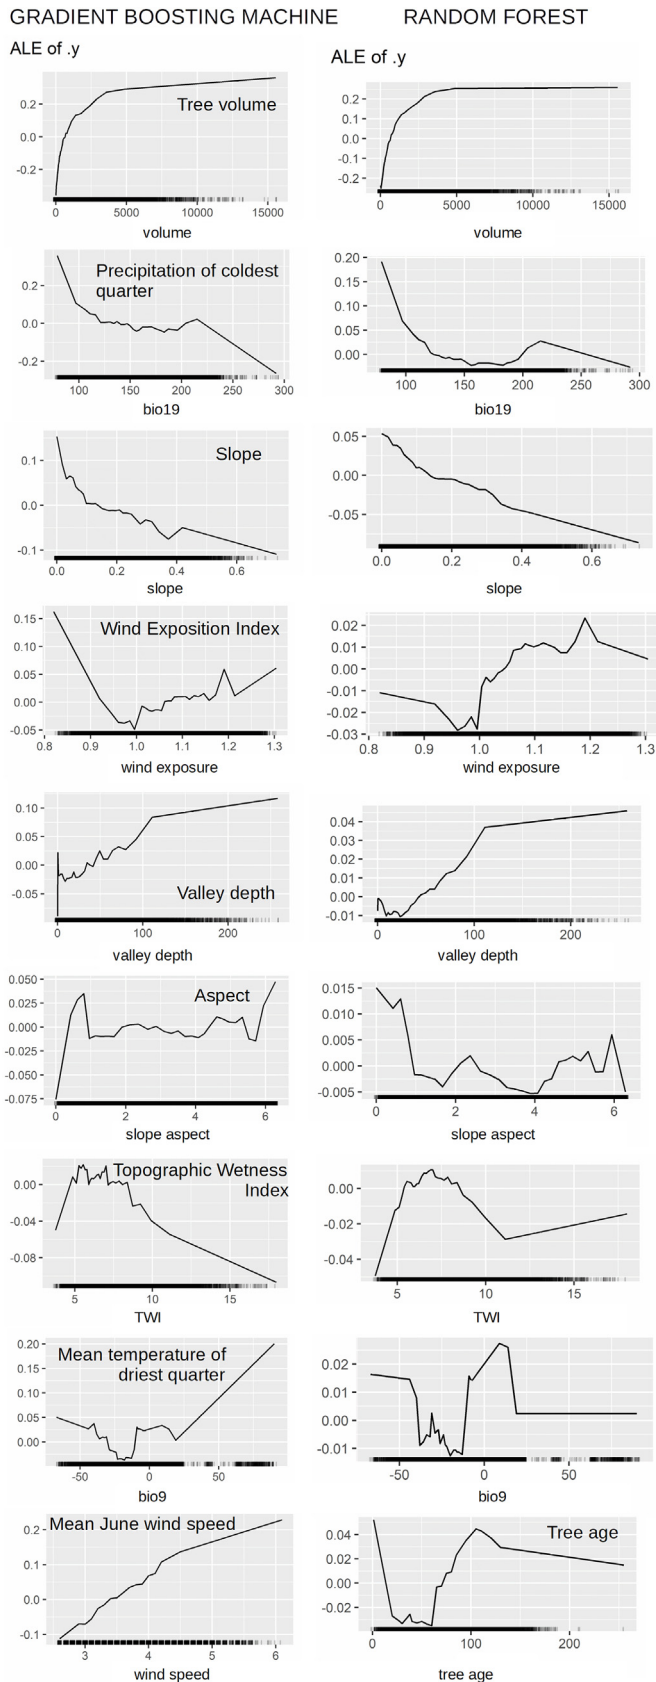 GRADIENT BOOSTING MACHINE RANDOM FOREST
ALE of .y ALE of .y
Tree volume
0.2 0.0 -0.2
0 5000 10000 15000
volume
0.2 0.1 0.0 -0.1 -0.2
0 5000 10000 15000
volume
Precipitation of coldest
quarter
0.2 0.0 -0.2
100 150 200 250 300
bio19
0.20 0.15 0.10 0.05 0.00
100 150 200 250 300
bio19
Slope
0.1 0.0 -0.1
0.0 0.2 0.4 0.6
slope
0.05 0.00 -0.05
0.0 0.2 0.4 0.6
slope
Wind Exposition Index
0.15 0.10 0.05 0.00 -0.05
0.8 0.9 1.0 1.1 1.2 1.3
wind exposure
0.02 0.01 0.00 -0.01 -0.02 -0.03
0.8 0.9 1.0 1.1 1.2 1.3
wind exposure
Valley depth
0.10 0.05 0.00 -0.05
0 100 200
valley depth
0.04 0.03 0.02 0.01 0.00 -0.01
0 100 200
valley depth
Aspect
0.050 0.025 0.000 -0.025 -0.050 -0.075
0 2 4 6
slope aspect
0.015 0.010 0.005 0.000 -0.005
0 2 4 6
slope aspect
Topographic Wetness
Index
0.00 -0.04 -0.08
5 10 15
TWI
0.00 -0.02 -0.04
5 10 15
TWI
Mean temperature of
driest quarter
0.20 0.15 0.10 0.05 0.00
-50 0 50
bio9
0.02 0.01 0.00 -0.01
-50 0 50
bio9
Mean June wind speed
0.2 0.1 0.0 -0.1
3 4 5 6
wind speed
Tree age
0.04 0.02 0.00 -0.02
0 100 200
tree age